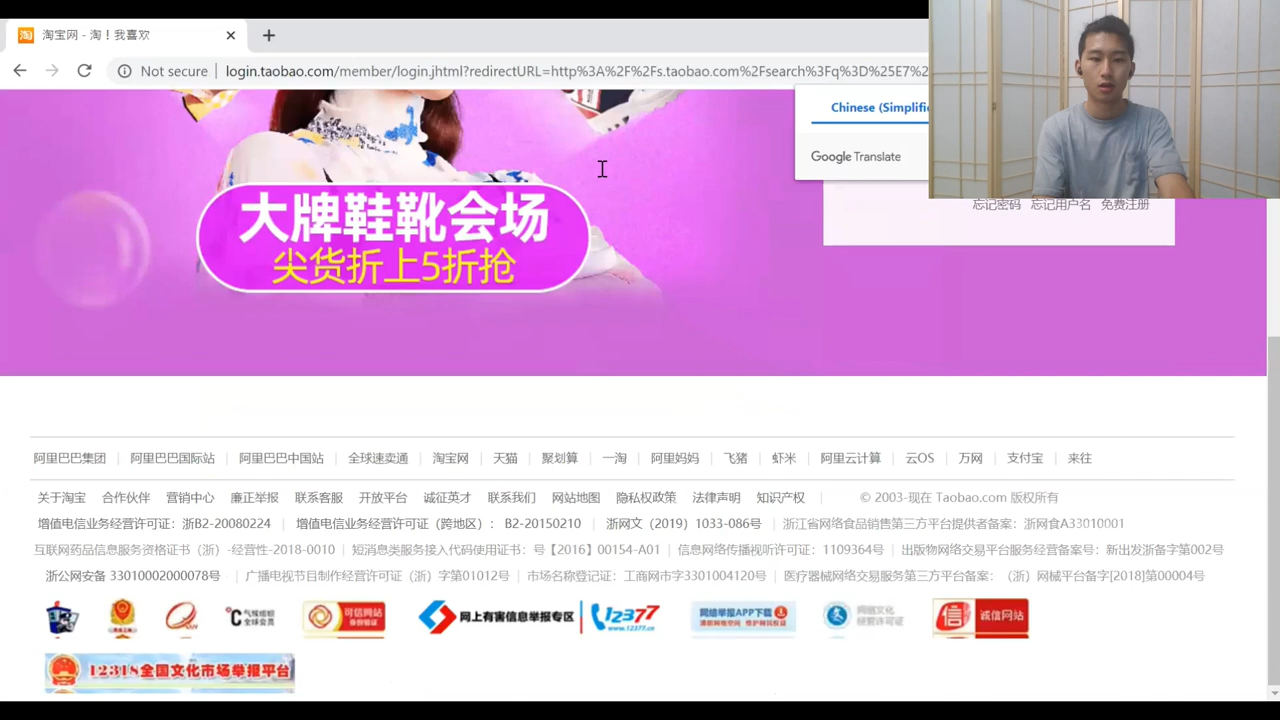 淘宝网 - 淘！我喜欢
Not secure | login.taobao.com/member/login.jhtml?redirectURL=http%3A%2F%2Fs.taobao.com%2Fsearch%3Fq%3D%25E7%2
Chinese (Simplifie
Google Translate
忘记密码 忘记用户名 免费注册
大牌鞋靴会场
尖货折上5折抢
阿里巴巴集团 | 阿里巴巴国际站 | 阿里巴巴中国站 | 全球速卖通 | 淘宝网 | 天猫 | 聚划算 | 一淘 | 阿里妈妈 | 飞猪 | 虾米 | 阿里云计算 | 云OS | 万网 | 支付宝 | 来往
关于淘宝 合作伙伴 营销中心 廉正举报 联系客服 开放平台 诚征英才 联系我们 网站地图 隐私权政策 法律声明 知识产权 | © 2003-现在 Taobao.com 版权所有
增值电信业务经营许可证：浙B2-20080224 | 增值电信业务经营许可证（跨地区）： B2-20150210 | 浙网文（2019）1033-086号 | 浙江省网络食品销售第三方平台提供者备案：浙网食A33010001
互联网药品信息服务资格证书（浙）-经营性-2018-0010 | 短消息类服务接入代码使用证书：号【2016】00154-A01 | 信息网络传播视听许可证：1109364号 | 出版物网络交易平台服务经营备案号：新出发浙备字第002号
浙公网安备 33010002000078号 | 广播电视节目制作经营许可证（浙）字第01012号 | 市场名称登记证：工商网市字3301004120号 | 医疗器械网络交易服务第三方平台备案：（浙）网械平台备字[2018]第00004号
可信网站
网上有害信息举报专区
12377
www.12377.cn
网络举报APP下载
网络文化
经营许可证
信 诚信网站
12318全国文化市场举报平台